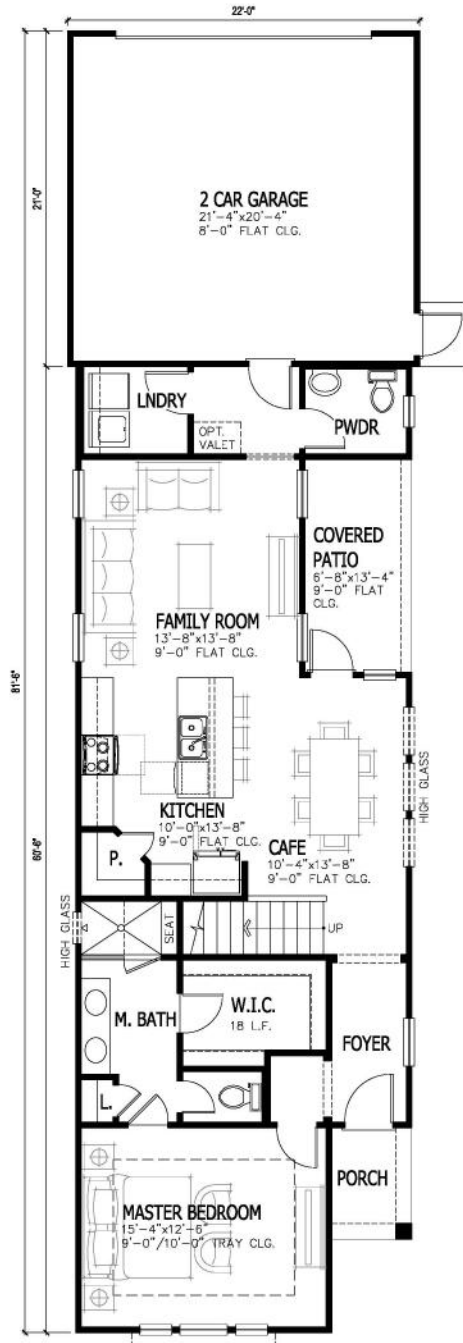 22'-0"
21'-0"
2 CAR GARAGE
21'-4"x20'-4"
8'-0" FLAT CLG.
LNDRY
OPT.
VALET
PWDR
COVERED
PATIO
6'-8"x13'-4"
9'-0" FLAT
CLG.
FAMILY ROOM
13'-8"x13'-8"
9'-0" FLAT CLG.
81'-6"
60'-6"
KITCHEN
10'-0"x13'-8"
9'-0" FLAT CLG.
HIGH GLASS
P.
CAFE
10'-4"x13'-8"
9'-0" FLAT CLG.
HIGH GLASS
SEAT
UP
M. BATH
W.I.C.
18 L.F.
FOYER
L.
PORCH
MASTER BEDROOM
15'-4"x12'-6"
9'-0"/10'-0" TRAY CLG.